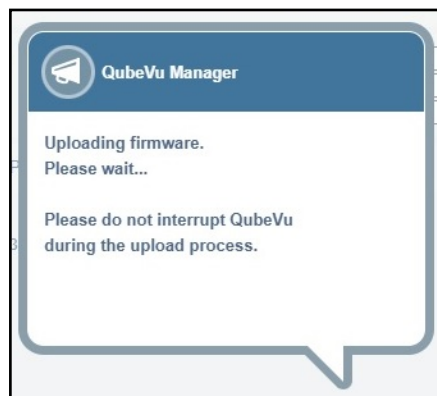 QubeVu Manager
Uploading firmware.
Please wait...
Please do not interrupt QubeVu
during the upload process.